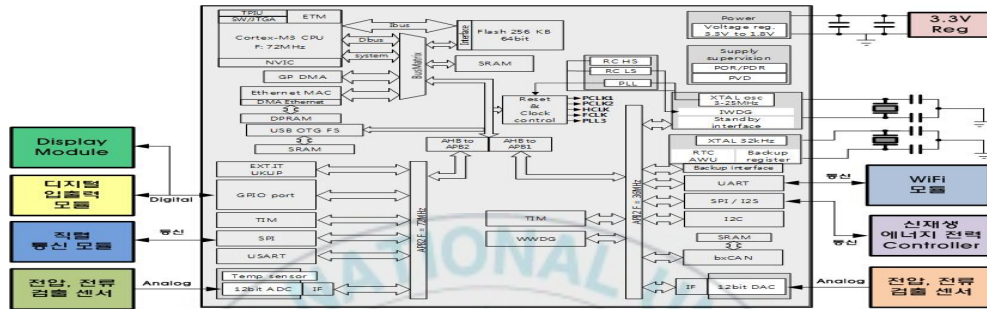 TPIU
SW/JTGA
ETM
Cortex-M3 CPU
F: 72MHz
NVIC
GP DMA
Ethernet MAC
DMA Ethernet
DPRAM
USB OTG FS
SRAM
Ibus
Dbus
system
BusMatrix
Interface
Flash 256 KB
64bit
SRAM
Reset
&
Clock
control
PCLK1
PCLK2
HCLK
FCLK
PLL3
RC HS
RC LS
PLL
Power
Voltage reg.
3.3V to 1.8V
Supply
supervision
POR/PDR
PVD
XTAL osc
3-25MHz
IWDG
Standby
interface
XTAL 32kHz
RTC
AWU
Backup
register
Backup interface
AHB to
APB2
AHB to
APB1
EXT.IT
UKUP
GPIO port
TIM
SPI
USART
Temp sensor
12bit ADC
IF
APB2 F = 72MHz
TIM
WWDG
APB2 F = 36MHz
UART
SPI / I2S
I2C
SRAM
bxCAN
IF
12bit DAC
Display
Module
디지털
입출력
모듈
직렬
통신 모듈
전압, 전류
검출 센서
Digital
통신
Analog
3.3V
Reg
WiFi
모듈
신재생
에너지 전력
Controller
전압, 전류
검출 센서
통신
통신
Analog
NATIONAL